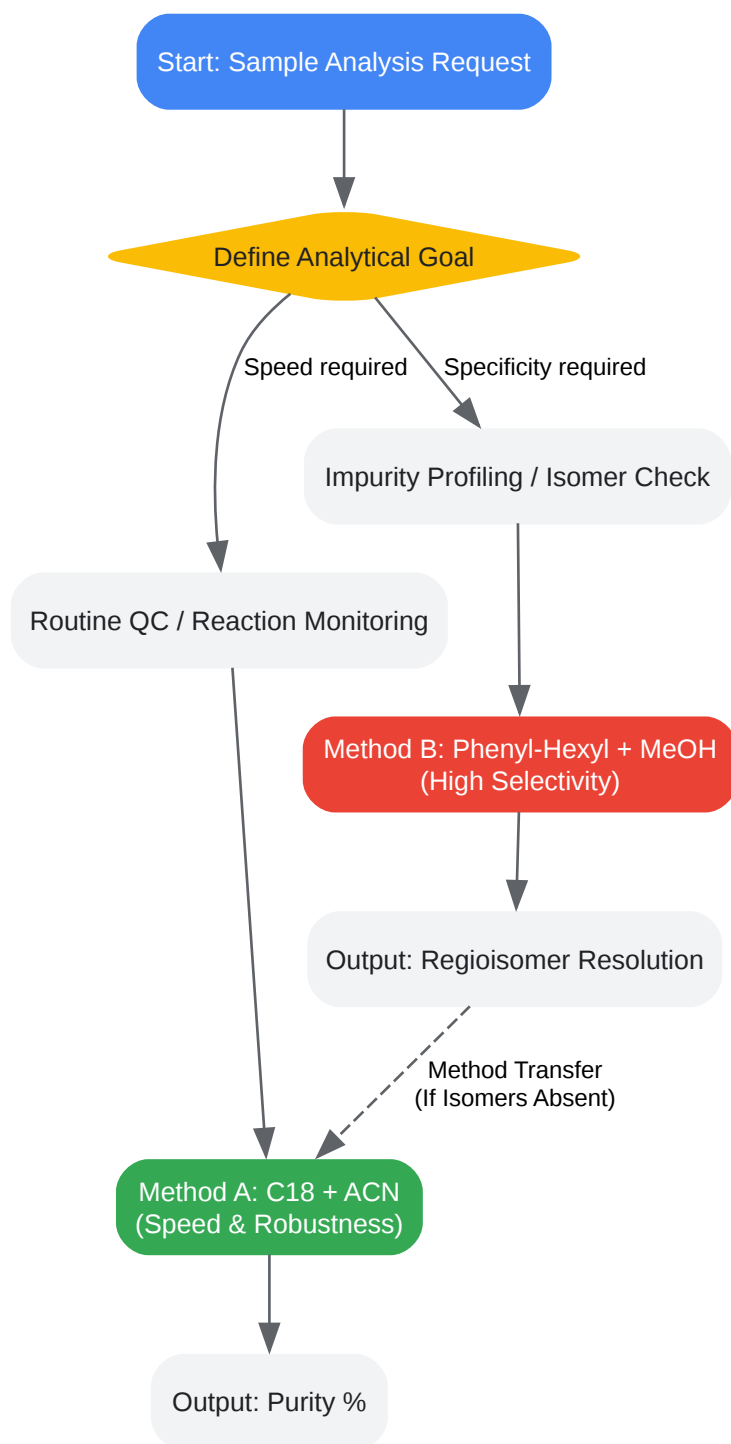 Start: Sample Analysis Request
Define Analytical Goal
Speed required
Specificity required
Impurity Profiling / Isomer Check
Routine QC / Reaction Monitoring
Method B: Phenyl-Hexyl + MeOH
(High Selectivity)
Output: Regioisomer Resolution
Method Transfer
(If Isomers Absent)
Method A: C18 + ACN
(Speed & Robustness)
Output: Purity %